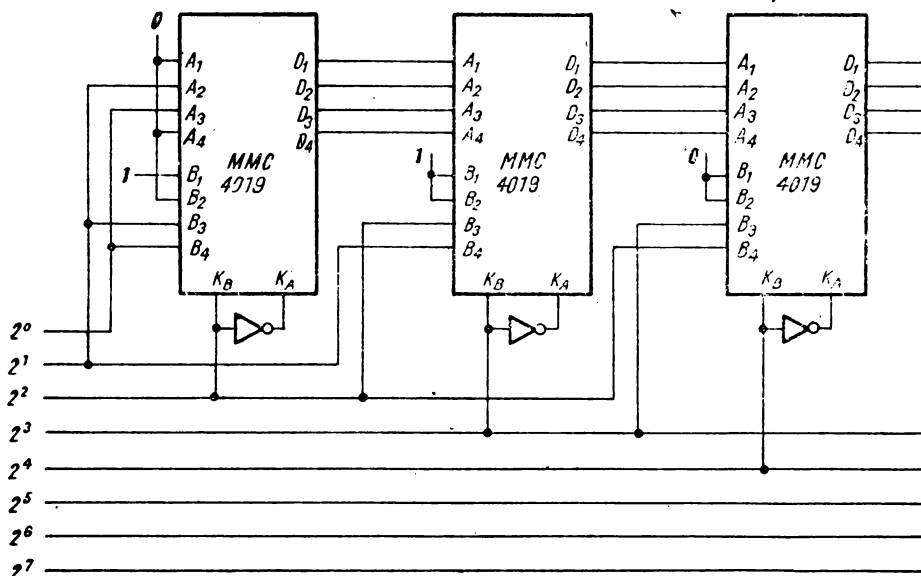 0
A1 D1
A2 D2
A3 D3
A4 D4
1 B1 MMC
B2 4019
B3
B4
KB KA
A1 D1
A2 D2
A3 D3
A4 D4
1 B1 MMC
B2 4019
B3
B4
KB KA
A1 D1
A2 D2
A3 D3
A4 D4
0 B1 MMC
B2 4019
B3
B4
KB KA
2⁰
2¹
2²
2³
2⁴
2⁵
2⁶
2⁷